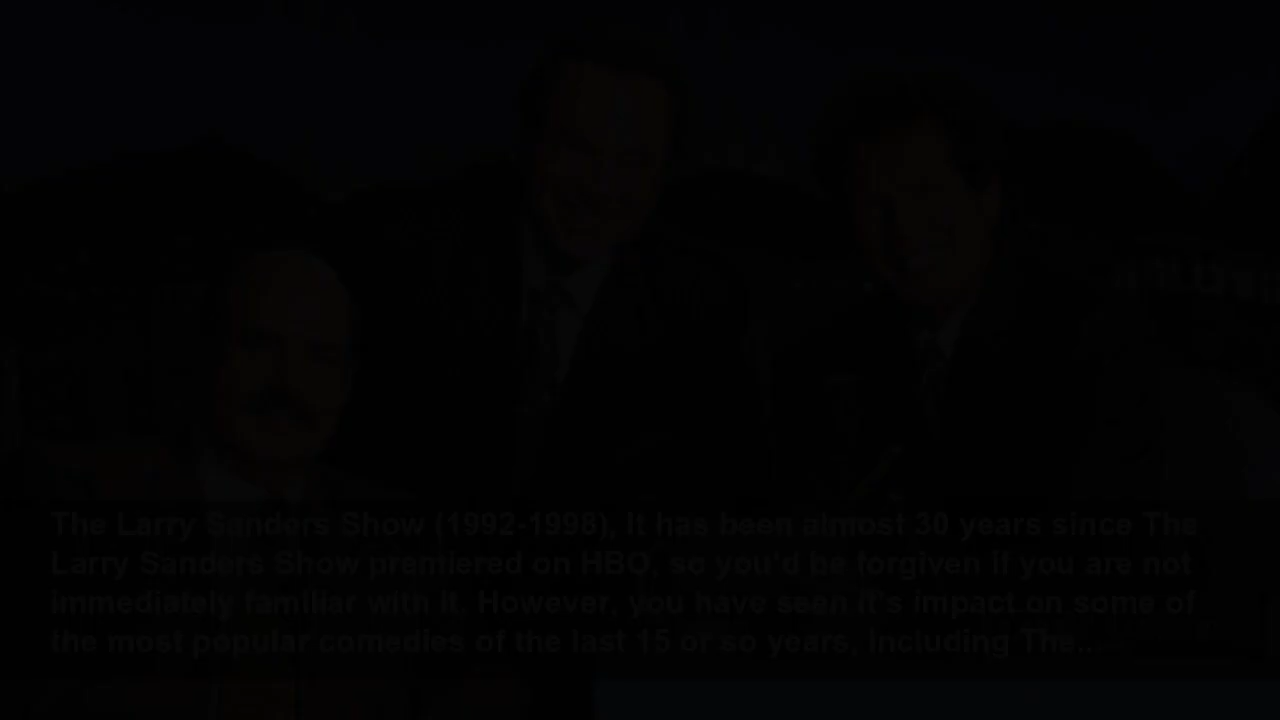 The Larry Sanders Show (1992-1998), It has been almost 30 years since The
Larry Sanders Show premiered on HBO, so you'd be forgiven if you are not
immediately familiar with it. However, you have seen it's impact on some of
the most popular comedies of the last 15 or so years, including The...